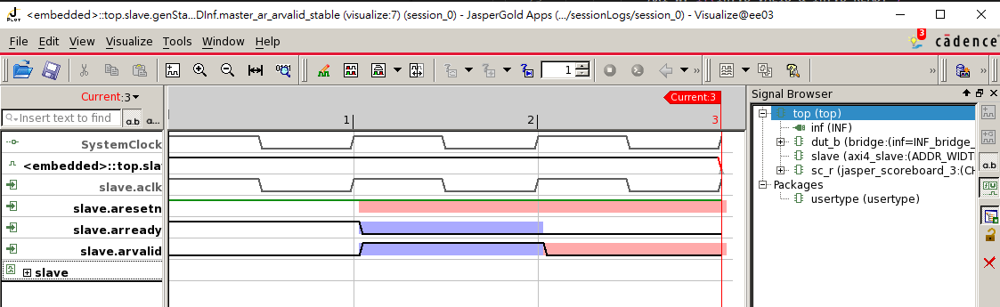 <embedded>::top.slave.genSta...DInf.master_ar_arvalid_stable (visualize:7) (session_0) - JasperGold Apps (.../sessionLogs/session_0) - Visualize@ee03
JPLOT
File Edit View Visualize Tools Window Help
3
cādence
1
Current:3
Insert text to find
a.b
a...
Current:3
1
2
3
SystemClock
<embedded>::top.sla
slave.aclk
slave.aresetn
slave.arready
slave.arvalid
slave
Signal Browser
top (top)
inf (INF)
dut_b (bridge:(inf=INF_bridge_
slave (axi4_slave:(ADDR_WIDT
sc_r (jasper_scoreboard_3:(CH
Packages
usertype (usertype)
a.b